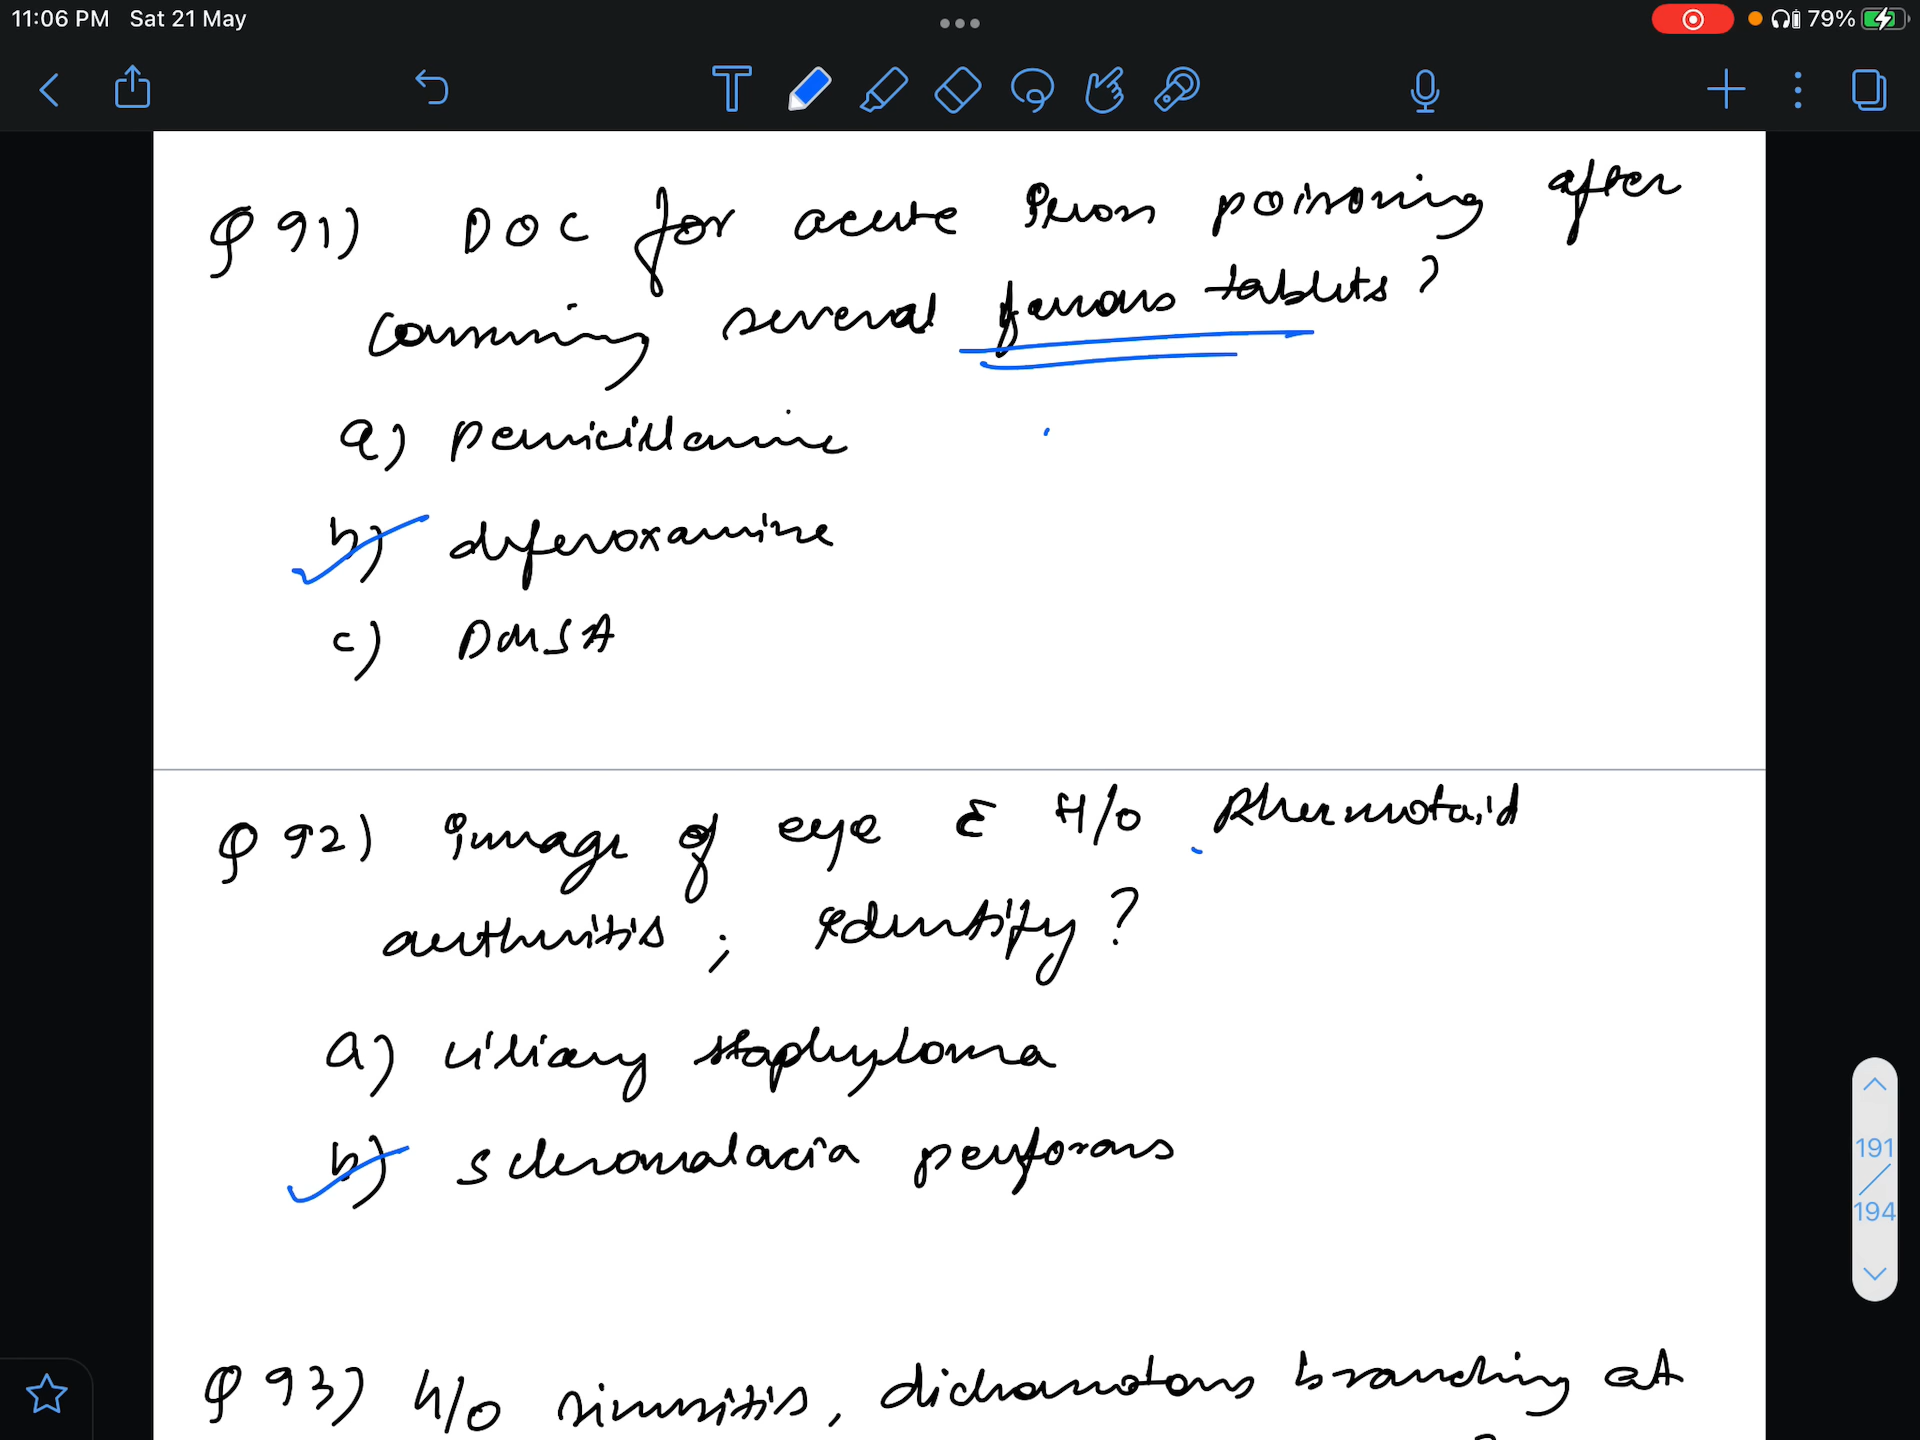 11:06 PM Sat 21 May
79%
Q 91) DOC for acute Iron poisoning after
consuming several ferrous tablets?
a) penicillamine
b) deferoxamine
c) DMSA
Q 92) Image of eye c̄ H/o Rheumatoid
arthritis; Identify?
a) ciliary staphyloma
b) scleromalacia perforans
191
194
Q 93) H/o sinusitis, dichamotons branching at